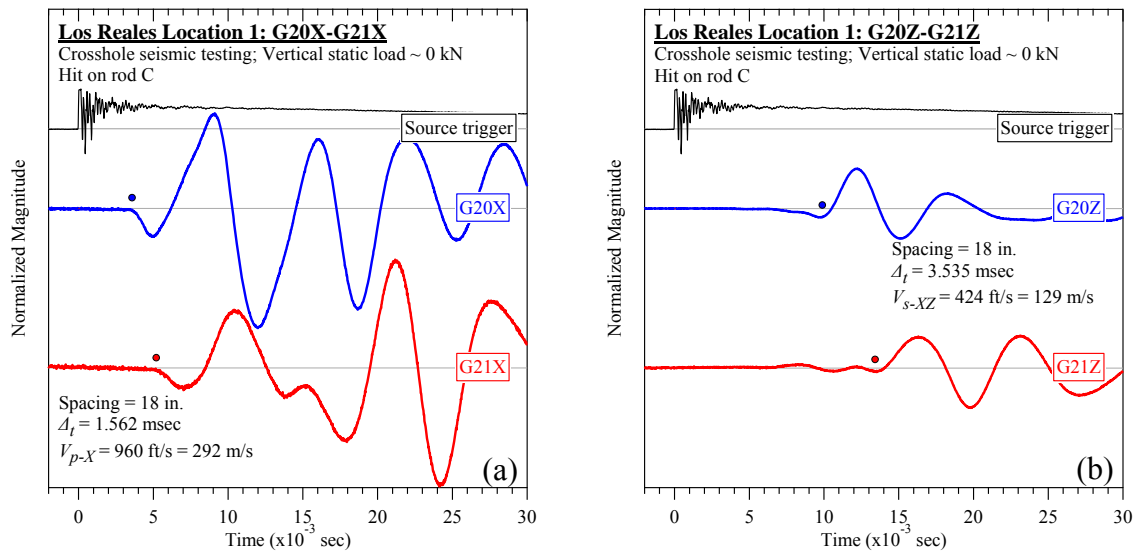 Los Reales Location 1: G20X-G21X
Crosshole seismic testing; Vertical static load ~ 0 kN
Hit on rod C
Source trigger
G20X
G21X
Spacing = 18 in.
Δt = 1.562 msec
Vp-X = 960 ft/s = 292 m/s
(a)
Normalized Magnitude
0 5 10 15 20 25 30
Time (x10⁻³ sec)
Los Reales Location 1: G20Z-G21Z
Crosshole seismic testing; Vertical static load ~ 0 kN
Hit on rod C
Source trigger
G20Z
Spacing = 18 in.
Δt = 3.535 msec
Vs-XZ = 424 ft/s = 129 m/s
G21Z
(b)
Normalized Magnitude
0 5 10 15 20 25 30
Time (x10⁻³ sec)